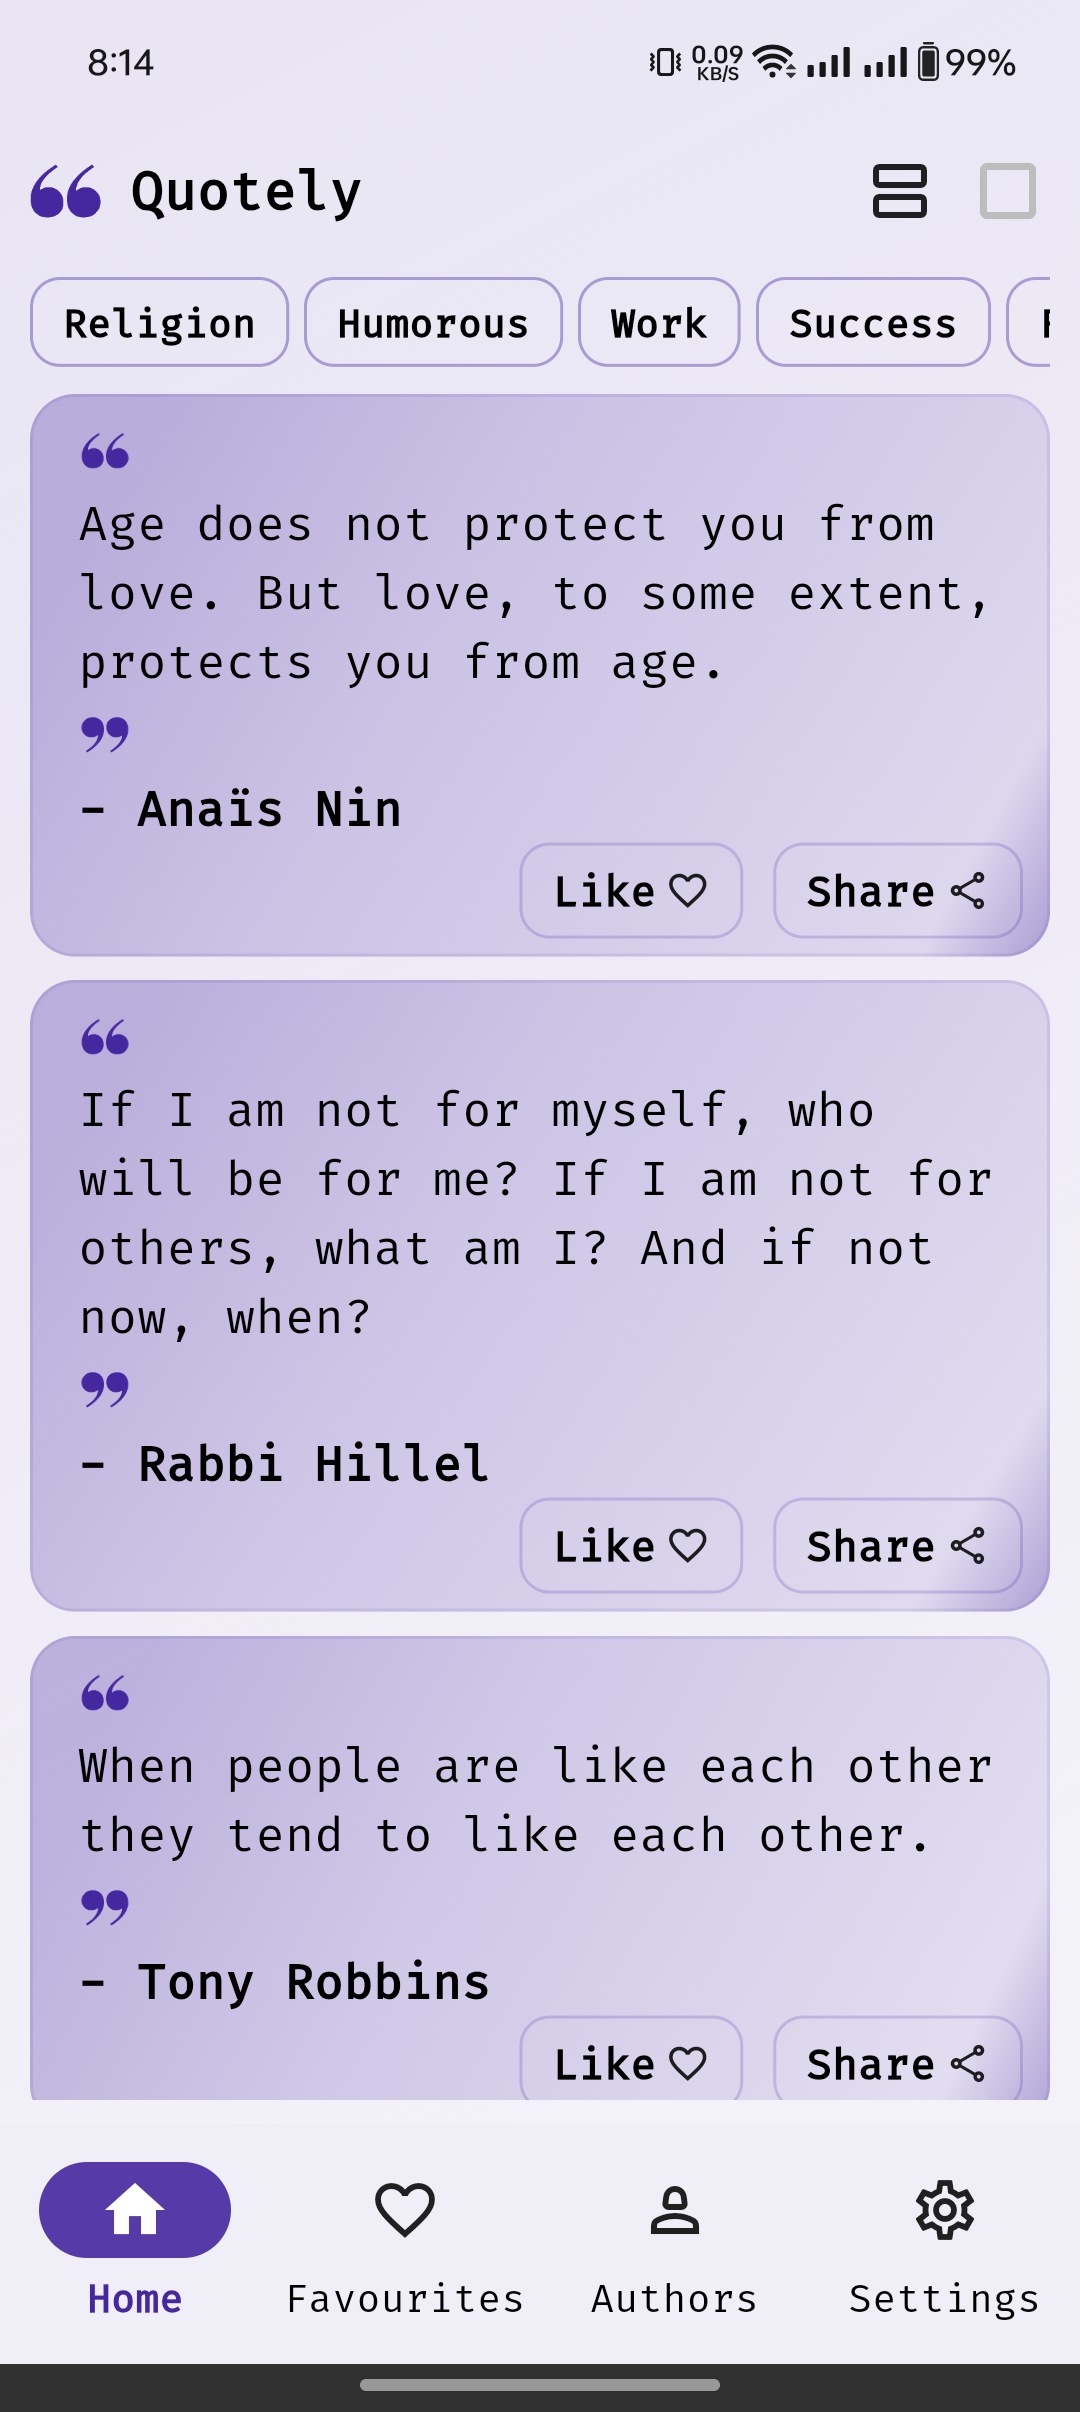 8:14
0.09
KB/S
99%
Quotely
Religion
Humorous
Work
Success
“
Age does not protect you from
love. But love, to some extent,
protects you from age.
”
- Anaïs Nin
Like
Share
“
If I am not for myself, who
will be for me? If I am not for
others, what am I? And if not
now, when?
”
- Rabbi Hillel
Like
Share
“
When people are like each other
they tend to like each other.
”
- Tony Robbins
Like
Share
Home
Favourites
Authors
Settings